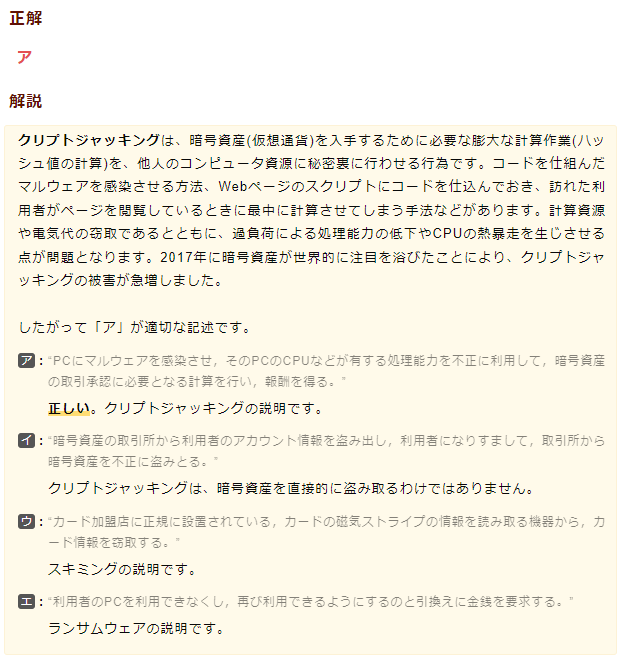 正解
ア
解説
クリプトジャッキングは、暗号資産(仮想通貨)を入手するために必要な膨大な計算作業(ハッ
シュ値の計算)を、他人のコンピュータ資源に秘密裏に行わせる行為です。コードを仕組んだ
マルウェアを感染させる方法、Webページのスクリプトにコードを仕込んでおき、訪れた利
用者がページを閲覧しているときに最中に計算させてしまう手法などがあります。計算資源
や電気代の窃取であるとともに、過負荷による処理能力の低下やCPUの熱暴走を生じさせる
点が問題となります。2017年に暗号資産が世界的に注目を浴びたことにより、クリプトジャ
ッキングの被害が急増しました。
したがって「ア」が適切な記述です。
ア：“PCにマルウェアを感染させ，そのPCのCPUなどが有する処理能力を不正に利用して，暗号資産
の取引承認に必要となる計算を行い，報酬を得る。”
正しい。クリプトジャッキングの説明です。
イ：“暗号資産の取引所から利用者のアカウント情報を盗み出し，利用者になりすまして，取引所から
暗号資産を不正に盗みとる。”
クリプトジャッキングは、暗号資産を直接的に盗み取るわけではありません。
ウ：“カード加盟店に正規に設置されている，カードの磁気ストライプの情報を読み取る機器から，カ
ード情報を窃取する。”
スキミングの説明です。
エ：“利用者のPCを利用できなくし，再び利用できるようにするのと引換えに金銭を要求する。”
ランサムウェアの説明です。